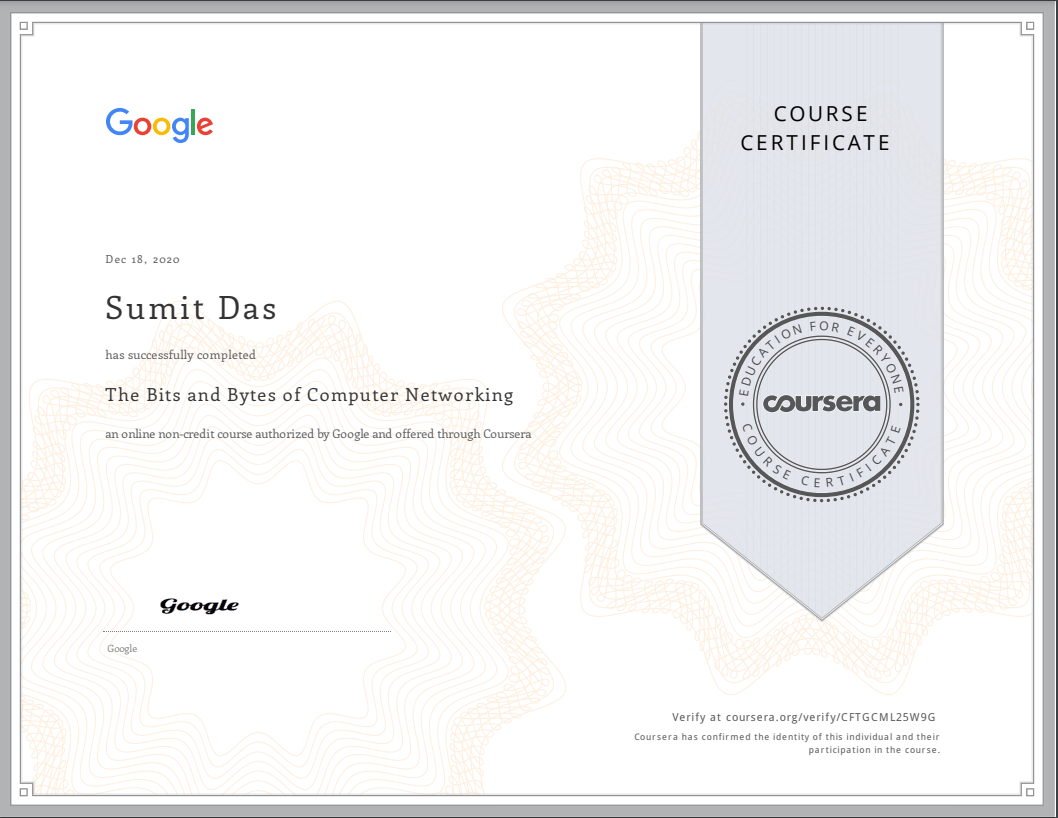 Google
COURSE
CERTIFICATE
Dec 18, 2020
Sumit Das
has successfully completed
The Bits and Bytes of Computer Networking
an online non-credit course authorized by Google and offered through Coursera
EDUCATION FOR EVERYONE
coursera
COURSE CERTIFICATE
Google
Google
Verify at coursera.org/verify/CFTGCML25W9G
Coursera has confirmed the identity of this individual and their
participation in the course.